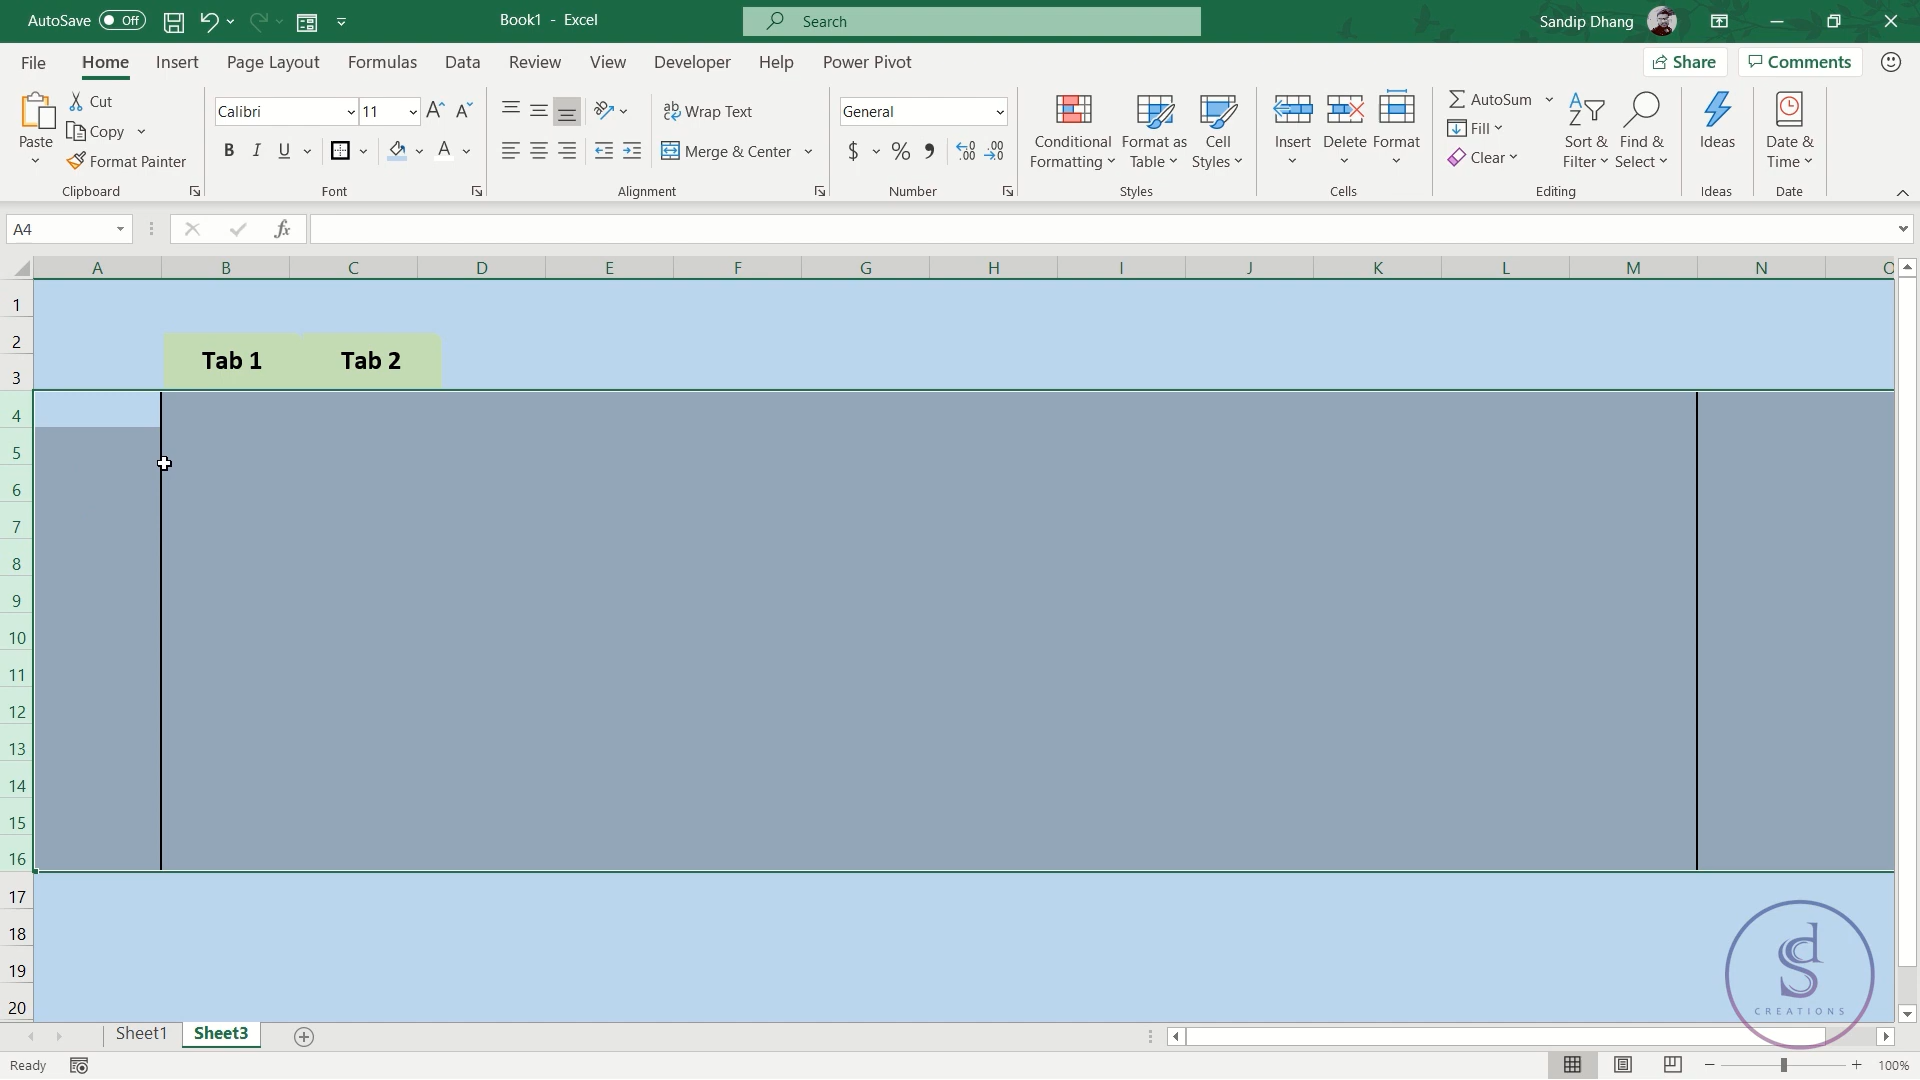 AutoSave Off Book1 - Excel Search Sandip Dhang
File Home Insert Page Layout Formulas Data Review View Developer Help Power Pivot Share Comments
Cut
Copy
Format Painter
Paste
Clipboard
Calibri 11
B I U A
Font
ab Wrap Text
Merge & Center
Alignment
General
$ % 9
Number
Conditional Formatting
Format as Table
Cell Styles
Styles
Insert Delete Format
Cells
AutoSum
Fill
Clear
Sort & Filter
Find & Select
Editing
Ideas
Ideas
Date & Time
Date
A4 fx
A B C D E F G H I J K L M N O
1
2
Tab 1 Tab 2
3
4
5
6
7
8
9
10
11
12
13
14
15
16
17
18
19
20
CREATIONS
Sheet1 Sheet3
Ready 100%